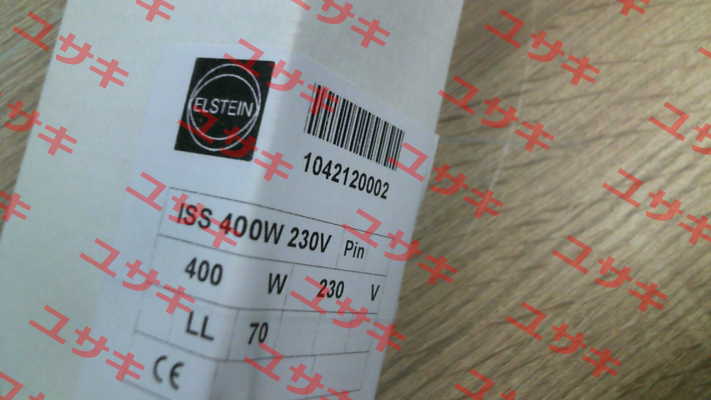 ELSTEIN
1042120002
ISS 400W 230V Pin
400 W 230 V
LL 70
CE
ユサキ